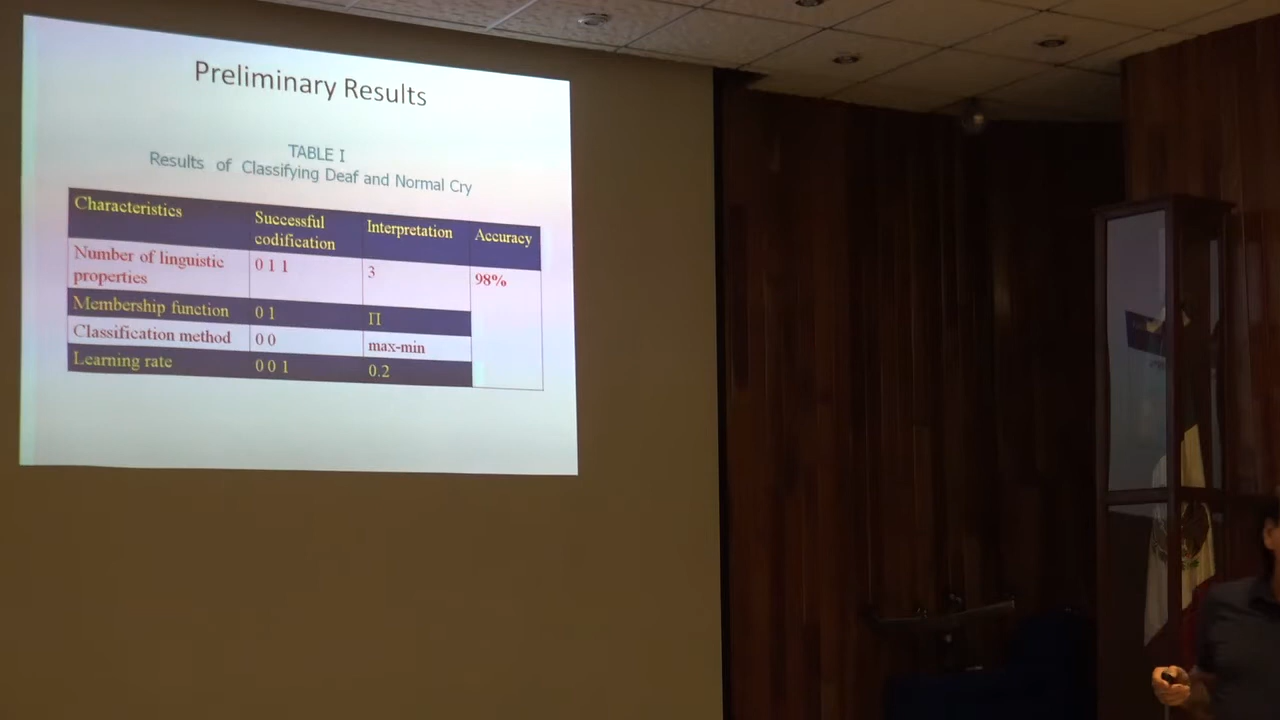 Preliminary Results
TABLE I
Results of Classifying Deaf and Normal Cry
Characteristics Successful codification Interpretation Accuracy
Number of linguistic properties 0 1 1 3 98%
Membership function 0 1 Π
Classification method 0 0 max-min
Learning rate 0 0 1 0.2